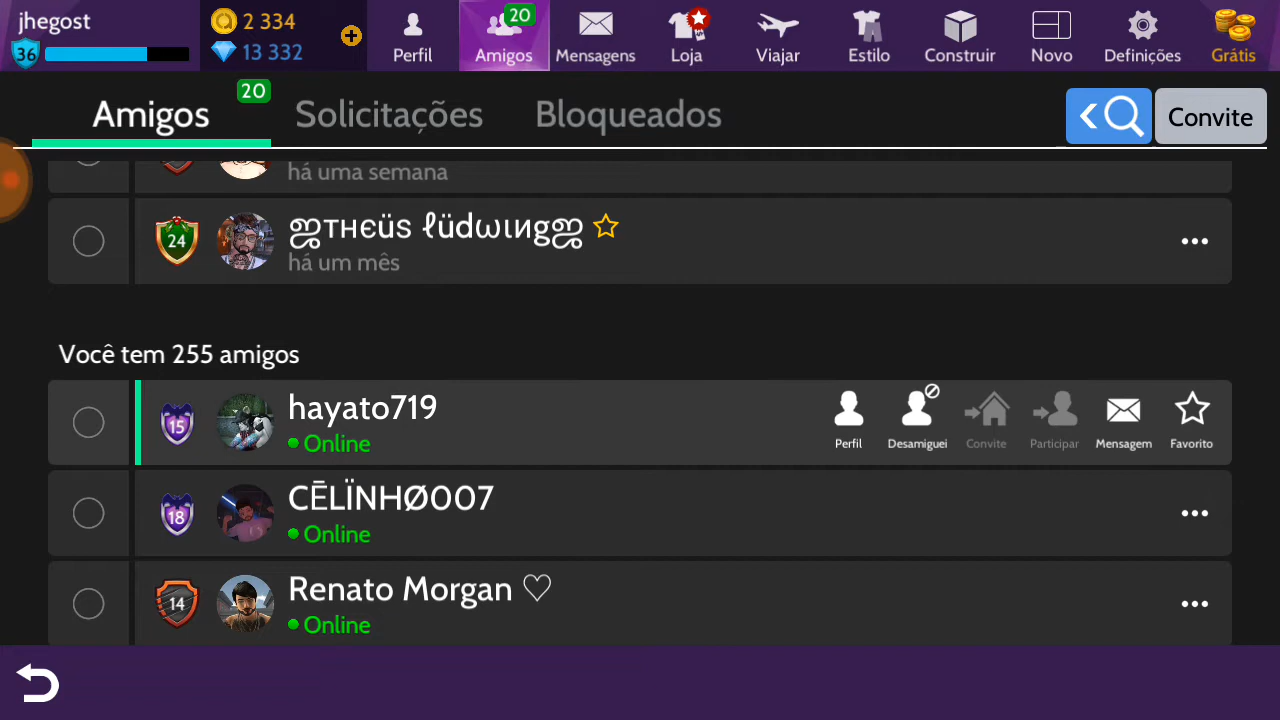 jhegost
36
2 334
13 332
Perfil
20
Amigos
Mensagens
Loja
Viajar
Estilo
Construir
Novo
Definições
Grátis
Amigos
20
Solicitações
Bloqueados
Convite
há uma semana
24
ஜтнєüs ℓüdωιиgஜ
há um mês
Você tem 255 amigos
15
hayato719
Online
Perfil
Desamiguei
Convite
Participar
Mensagem
Favorito
18
CĒLÏNHØ007
Online
14
Renato Morgan ♡
Online